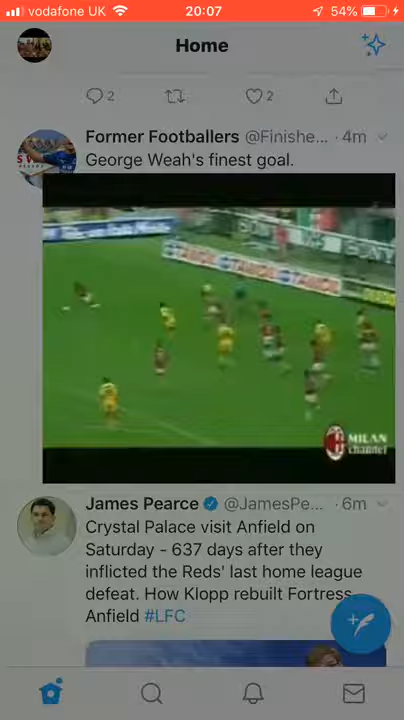 vodafone UK 20:07 54%
Home
2 2
Former Footballers @Finishe... · 4m
George Weah's finest goal.
MILAN
channel
James Pearce @JamesPe... · 6m
Crystal Palace visit Anfield on
Saturday - 637 days after they
inflicted the Reds' last home league
defeat. How Klopp rebuilt Fortress
Anfield #LFC